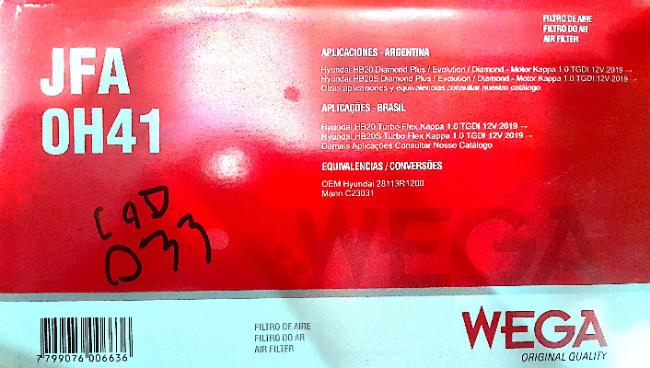 JFA
0H41
FILTRO DE AIRE
FILTRO DO AR
AIR FILTER
APLICACIONES - ARGENTINA
Hyundai HB20 Diamond Plus / Evolution / Diamond - Motor Kappa 1.0 TGDI 12V 2019 →
Hyundai HB20S Diamond Plus / Evolution / Diamond - Motor Kappa 1.0 TGDI 12V 2019 →
Otras aplicaciones y equivalencias consultar nuestro catálogo
APLICAÇÕES - BRASIL
Hyundai HB20 Turbo Flex Kappa 1.0 TGDI 12V 2019 →
Hyundai HB20S Turbo Flex Kappa 1.0 TGDI 12V 2019 →
Demais Aplicações Consultar Nosso Catálogo
EQUIVALENCIAS / CONVERSÕES
OEM Hyundai 28113R1200
Mann C23031
COD
D33
WEGA
7 799076 006636
FILTRO DE AIRE
FILTRO DO AR
AIR FILTER
WEGA
ORIGINAL QUALITY